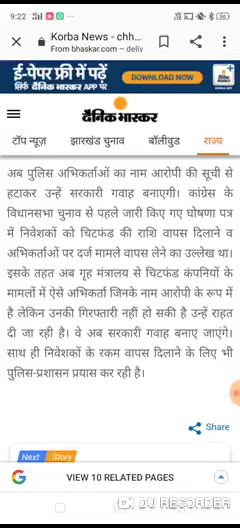 9:22
Korba News - chh...
From bhaskar.com – deliv
ई-पेपर फ्री में पढ़ें
सिर्फ दैनिक भास्कर APP पर
DOWNLOAD NOW
दैनिक भास्कर
टॉप न्यूज़ झारखंड चुनाव बॉलीवुड राज्य
अब पुलिस अभिकर्ताओं का नाम आरोपी की सूची से
हटाकर उन्हें सरकारी गवाह बनाएगी। कांग्रेस के
विधानसभा चुनाव से पहले जारी किए गए घोषणा पत्र
में निवेशकों को चिटफंड की राशि वापस दिलाने व
अभिकर्ताओं पर दर्ज मामले वापस लेने का उल्लेख था।
इसके तहत अब गृह मंत्रालय से चिटफंड कंपनियों के
मामलों में ऐसे अभिकर्ता जिनके नाम आरोपी के रूप में
है लेकिन उनकी गिरफ्तारी नहीं हो सकी है उन्हें राहत
दी जा रही है। वे अब सरकारी गवाह बनाए जाएंगे।
साथ ही निवेशकों के रकम वापस दिलाने के लिए भी
पुलिस-प्रशासन प्रयास कर रही है।
Share
Next Story
VIEW 10 RELATED PAGES
DU RECORDER